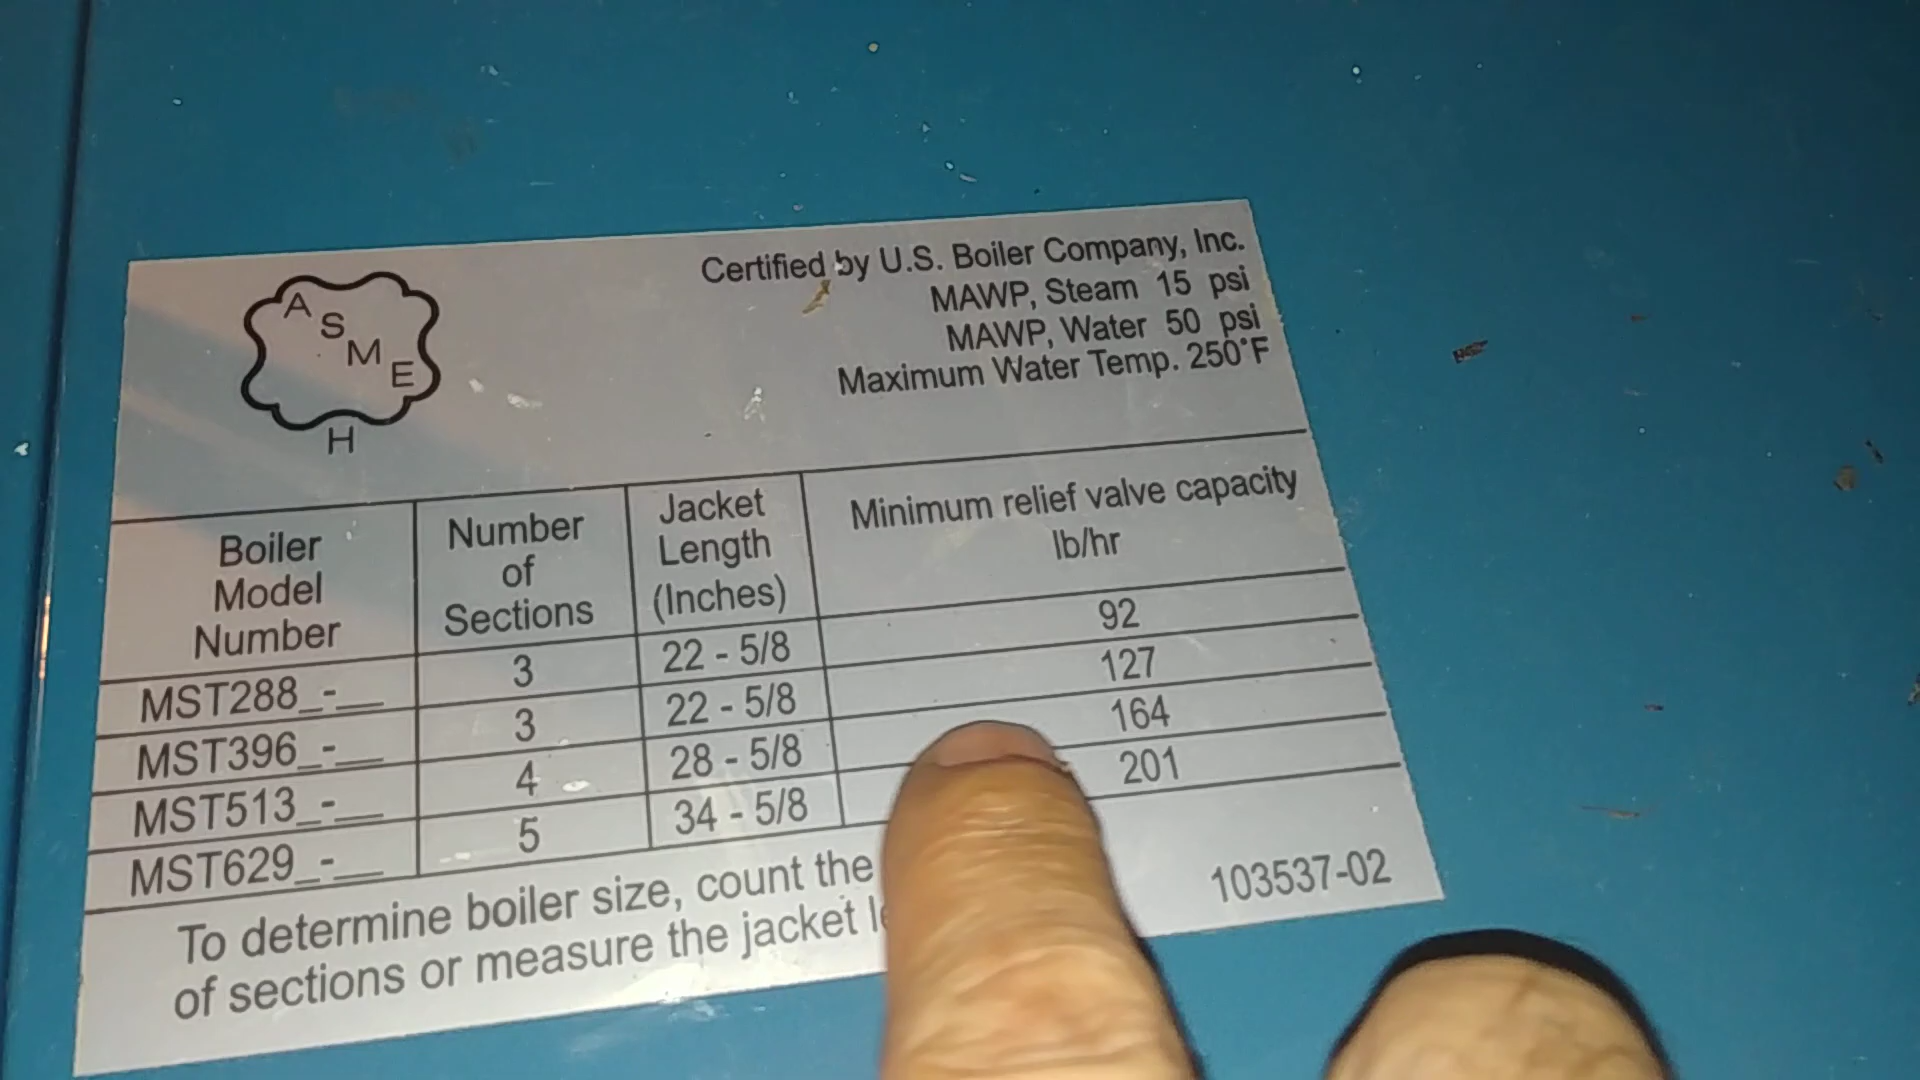 Certified by U.S. Boiler Company, Inc.
MAWP, Steam 15 psi
MAWP, Water 50 psi
Maximum Water Temp. 250°F
A S M E
H
Boiler Model Number
Number of Sections
Jacket Length (Inches)
Minimum relief valve capacity lb/hr
MST288_-__ 3 22 - 5/8 92
MST396_-__ 3 22 - 5/8 127
MST513_-__ 4 28 - 5/8 164
MST629_-__ 5 34 - 5/8 201
To determine boiler size, count the
of sections or measure the jacket
103537-02